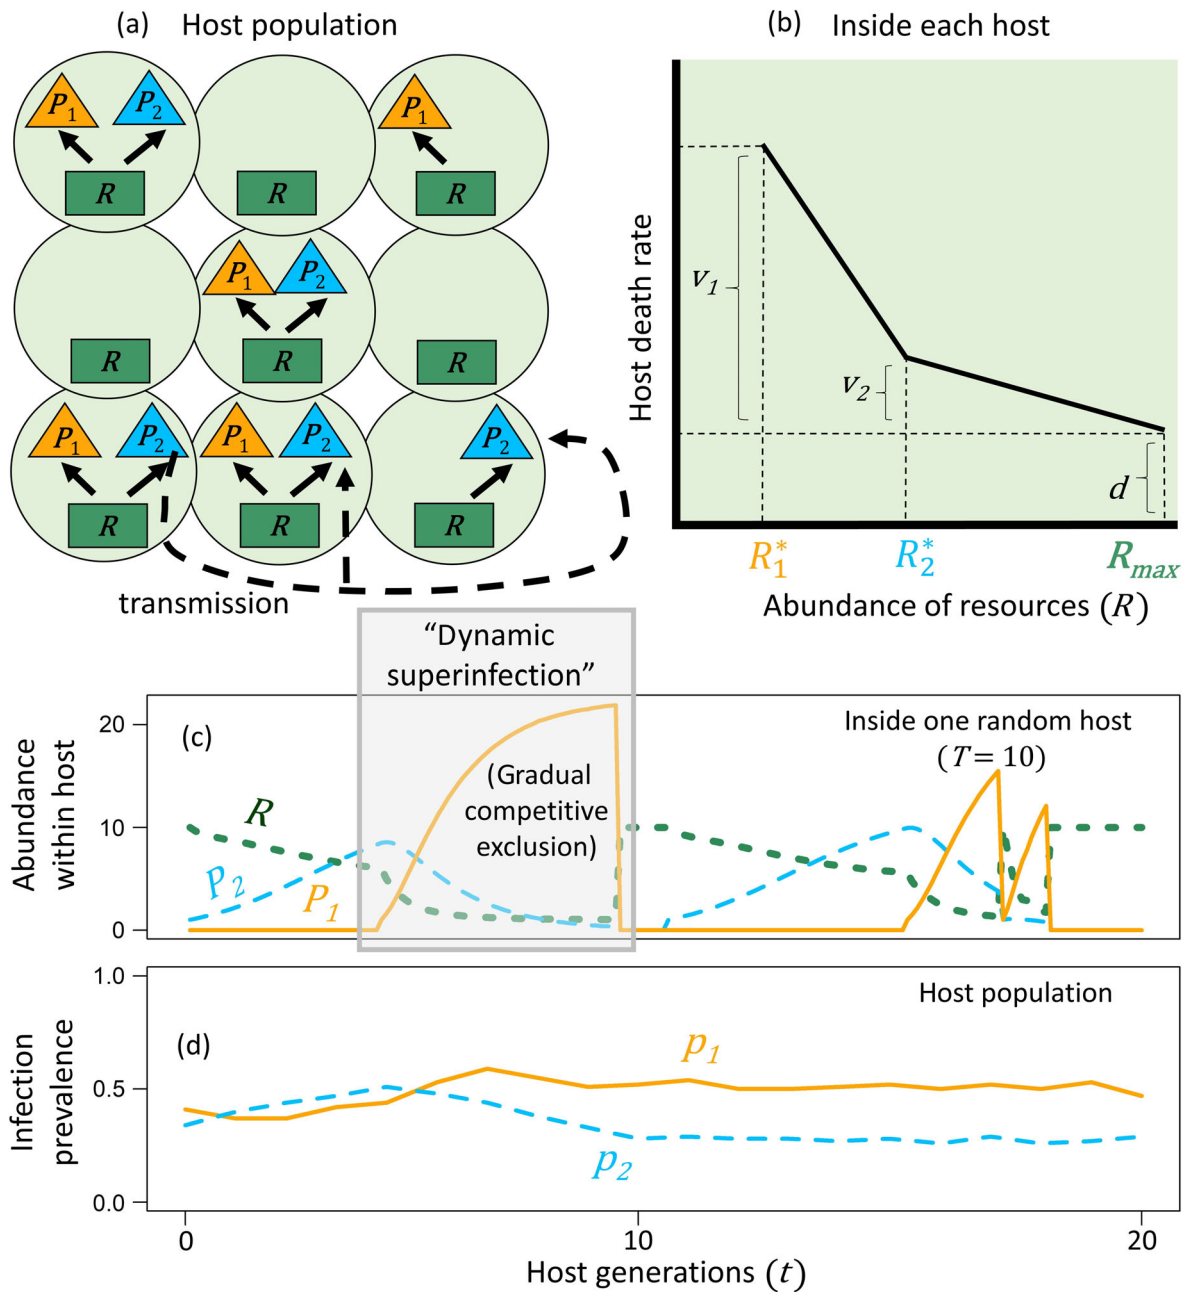 (a) Host population
P₁ P₂ P₁
R R R
P₁ P₂
R R R
P₁ P₂ P₁ P₂ P₂
R R R
transmission
(b) Inside each host
Host death rate
v₁
v₂
d
R₁* R₂* Rmax
Abundance of resources (R)
“Dynamic
superinfection”
(c)
Abundance
within host
20
10
0
R
P₂
P₁
(Gradual
competitive
exclusion)
Inside one random host
(T = 10)
(d)
Infection
prevalence
1.0
0.5
0.0
Host population
p₁
p₂
0 10 20
Host generations (t)